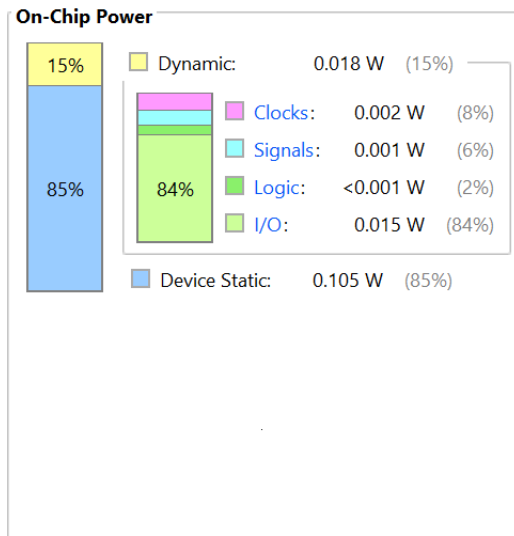 On-Chip Power
15%
Dynamic: 0.018 W (15%)
Clocks: 0.002 W (8%)
Signals: 0.001 W (6%)
85%
84%
Logic: <0.001 W (2%)
I/O: 0.015 W (84%)
Device Static: 0.105 W (85%)